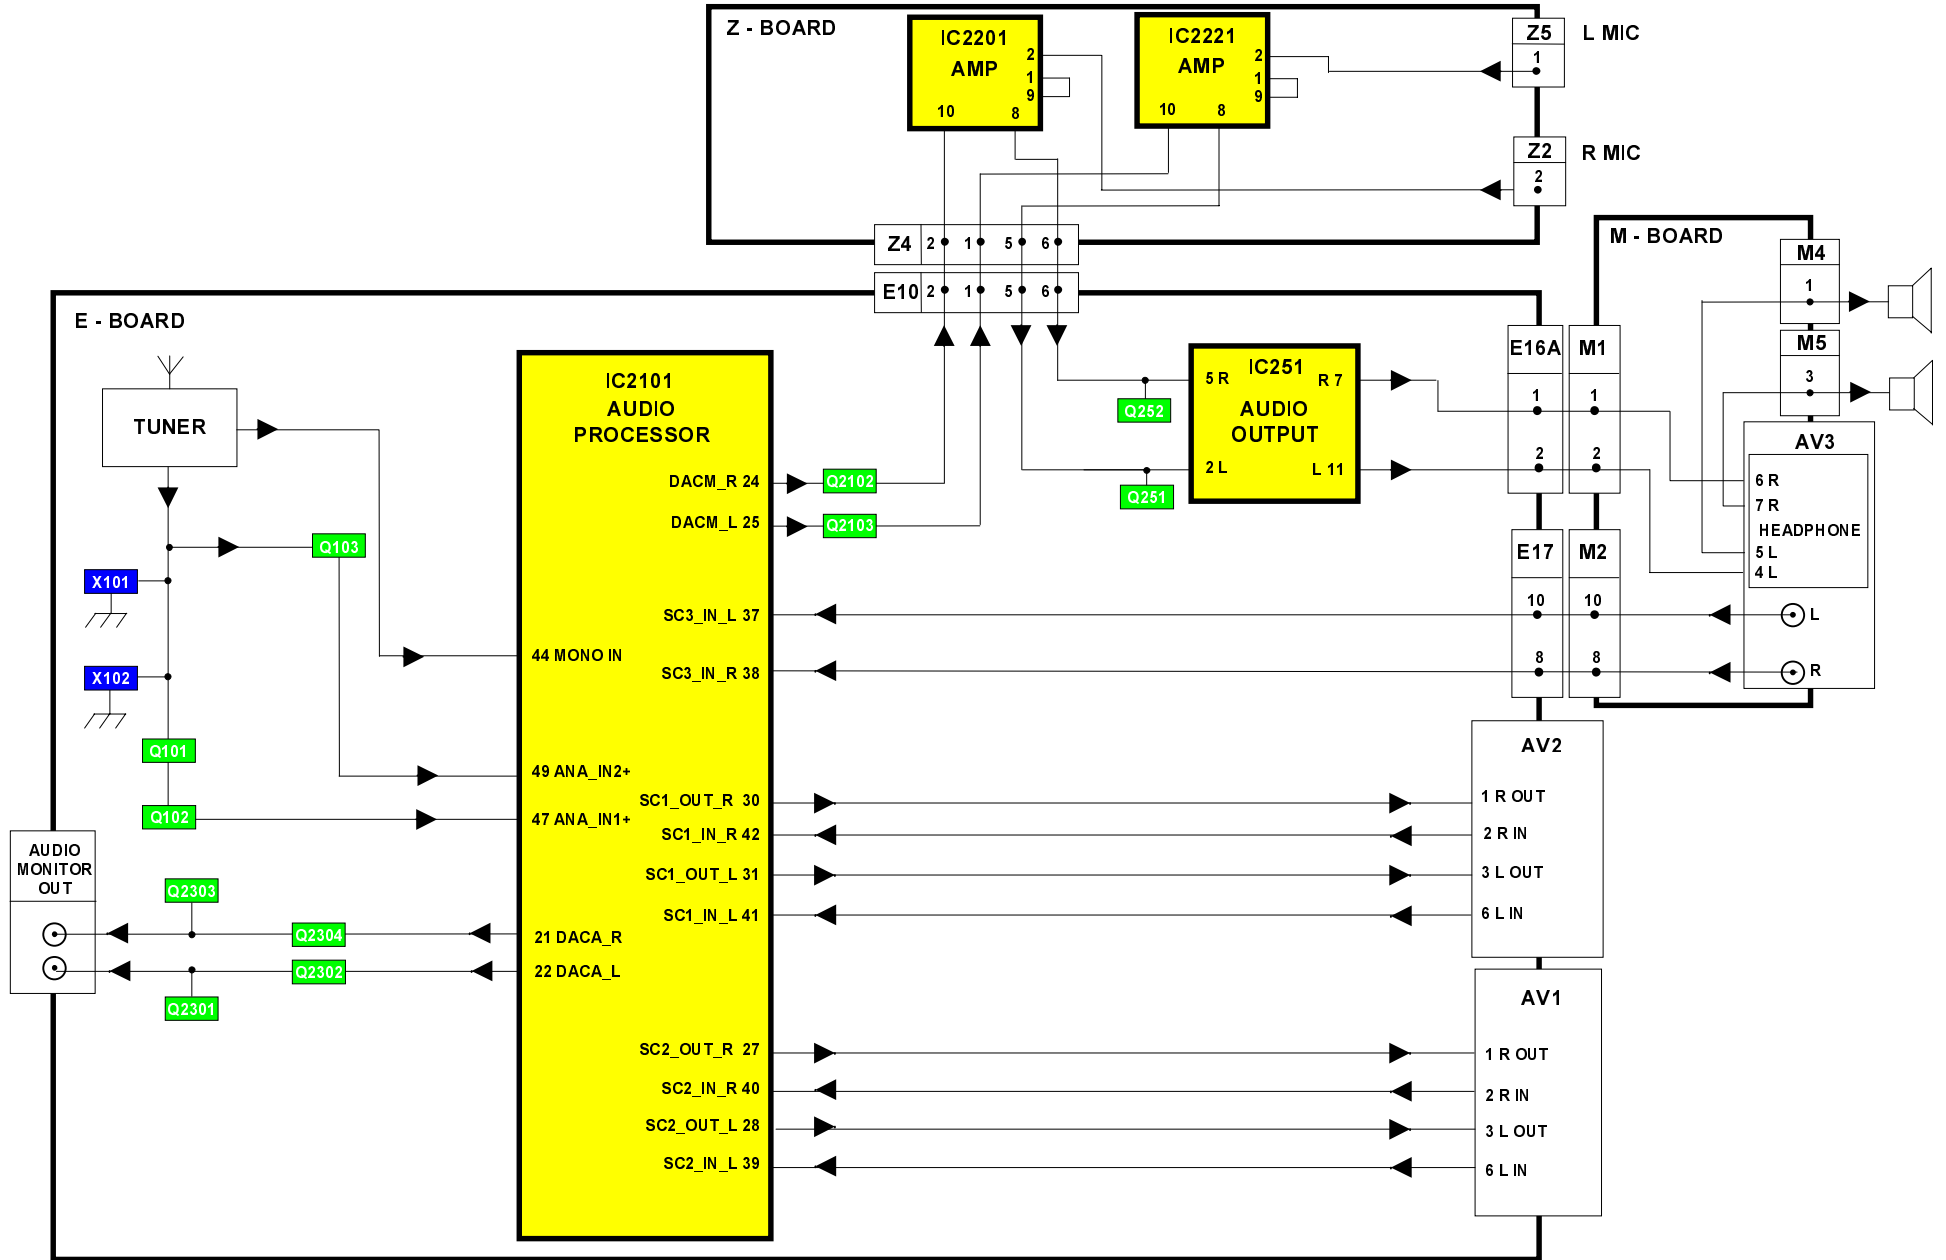 Z - BOARD
IC2201
AMP
2
1
9
10
8
IC2221
AMP
2
1
9
10
8
Z5
1
L MIC
Z2
2
R MIC
Z4 2 1 5 6
E10 2 1 5 6
M - BOARD
M4
1
M5
3
E - BOARD
TUNER
IC2101
AUDIO
PROCESSOR
DACM_R 24
DACM_L 25
SC3_IN_L 37
44 MONO IN
SC3_IN_R 38
49 ANA_IN2+
SC1_OUT_R 30
47 ANA_IN1+
SC1_IN_R 42
SC1_OUT_L 31
SC1_IN_L 41
21 DACA_R
22 DACA_L
SC2_OUT_R 27
SC2_IN_R 40
SC2_OUT_L 28
SC2_IN_L 39
Q2102
Q2103
Q103
X101
X102
Q101
Q102
AUDIO
MONITOR
OUT
Q2303
Q2304
Q2302
Q2301
Q252
Q251
IC251
5 R
R 7
AUDIO
OUTPUT
2 L
L 11
E16A
1
2
M1
1
2
E17
10
8
M2
10
8
AV3
6 R
7 R
HEADPHONE
5 L
4 L
L
R
AV2
1 R OUT
2 R IN
3 L OUT
6 L IN
AV1
1 R OUT
2 R IN
3 L OUT
6 L IN